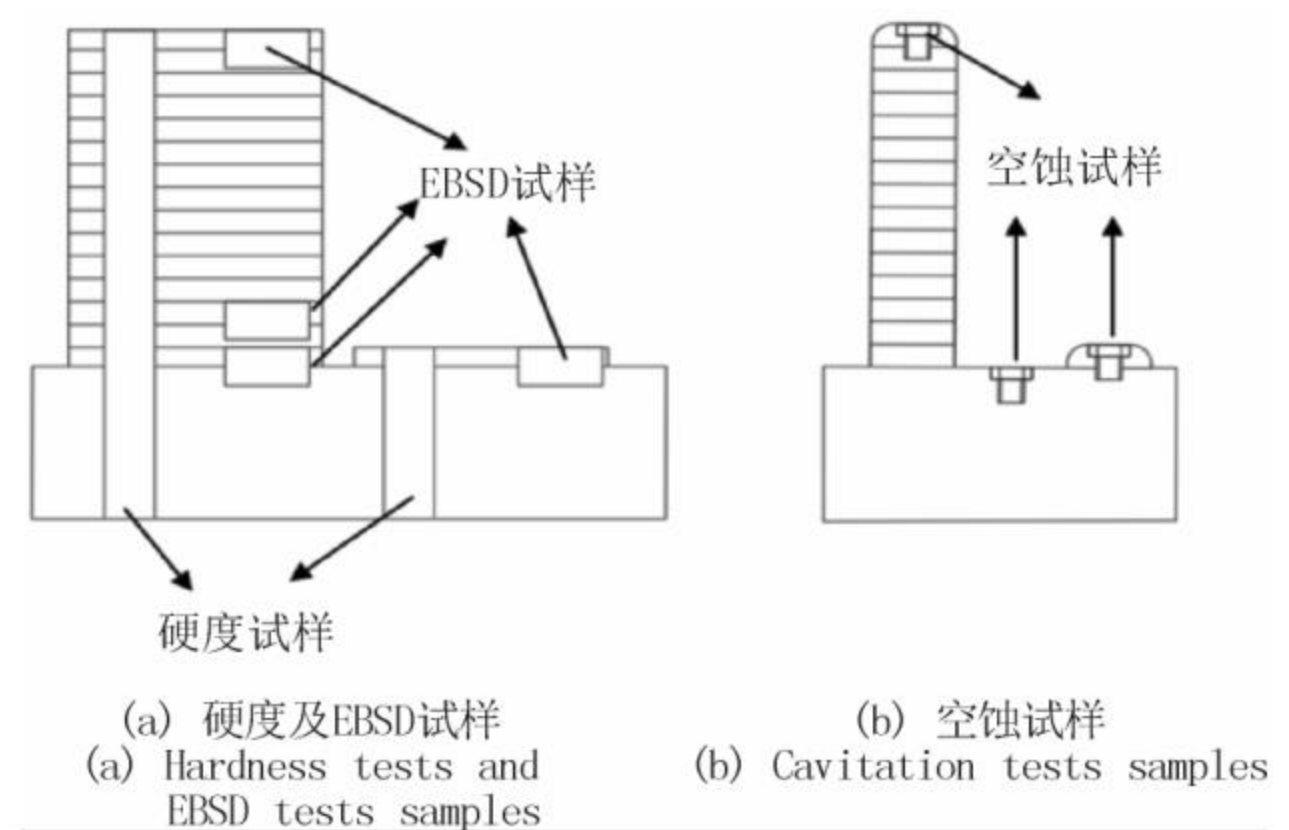 EBSD试样
空蚀试样
硬度试样
(a) 硬度及EBSD试样
(a) Hardness tests and
EBSD tests samples
(b) 空蚀试样
(b) Cavitation tests samples